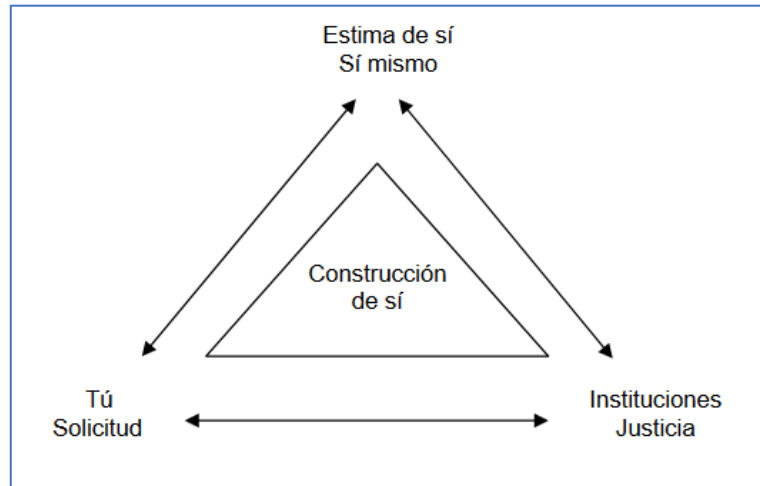 Estima de sí
Sí mismo
Construcción
de sí
Tú
Solicitud
Instituciones
Justicia